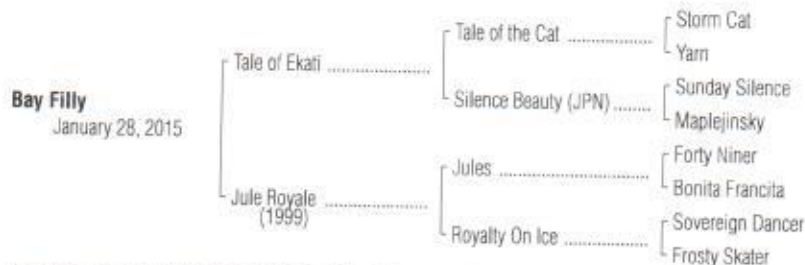 Storm Cat
Tale of the Cat ....................
Yarn
Tale of Ekati ..........................
Sunday Silence
Silence Beauty (JPN) .......
Maplejinsky
Bay Filly
January 28, 2015
Forty Niner
Jules ................................
Bonita Francita
Jule Royale ..........................
(1999)
Sovereign Dancer
Royalty On Ice ..................
Frosty Skater